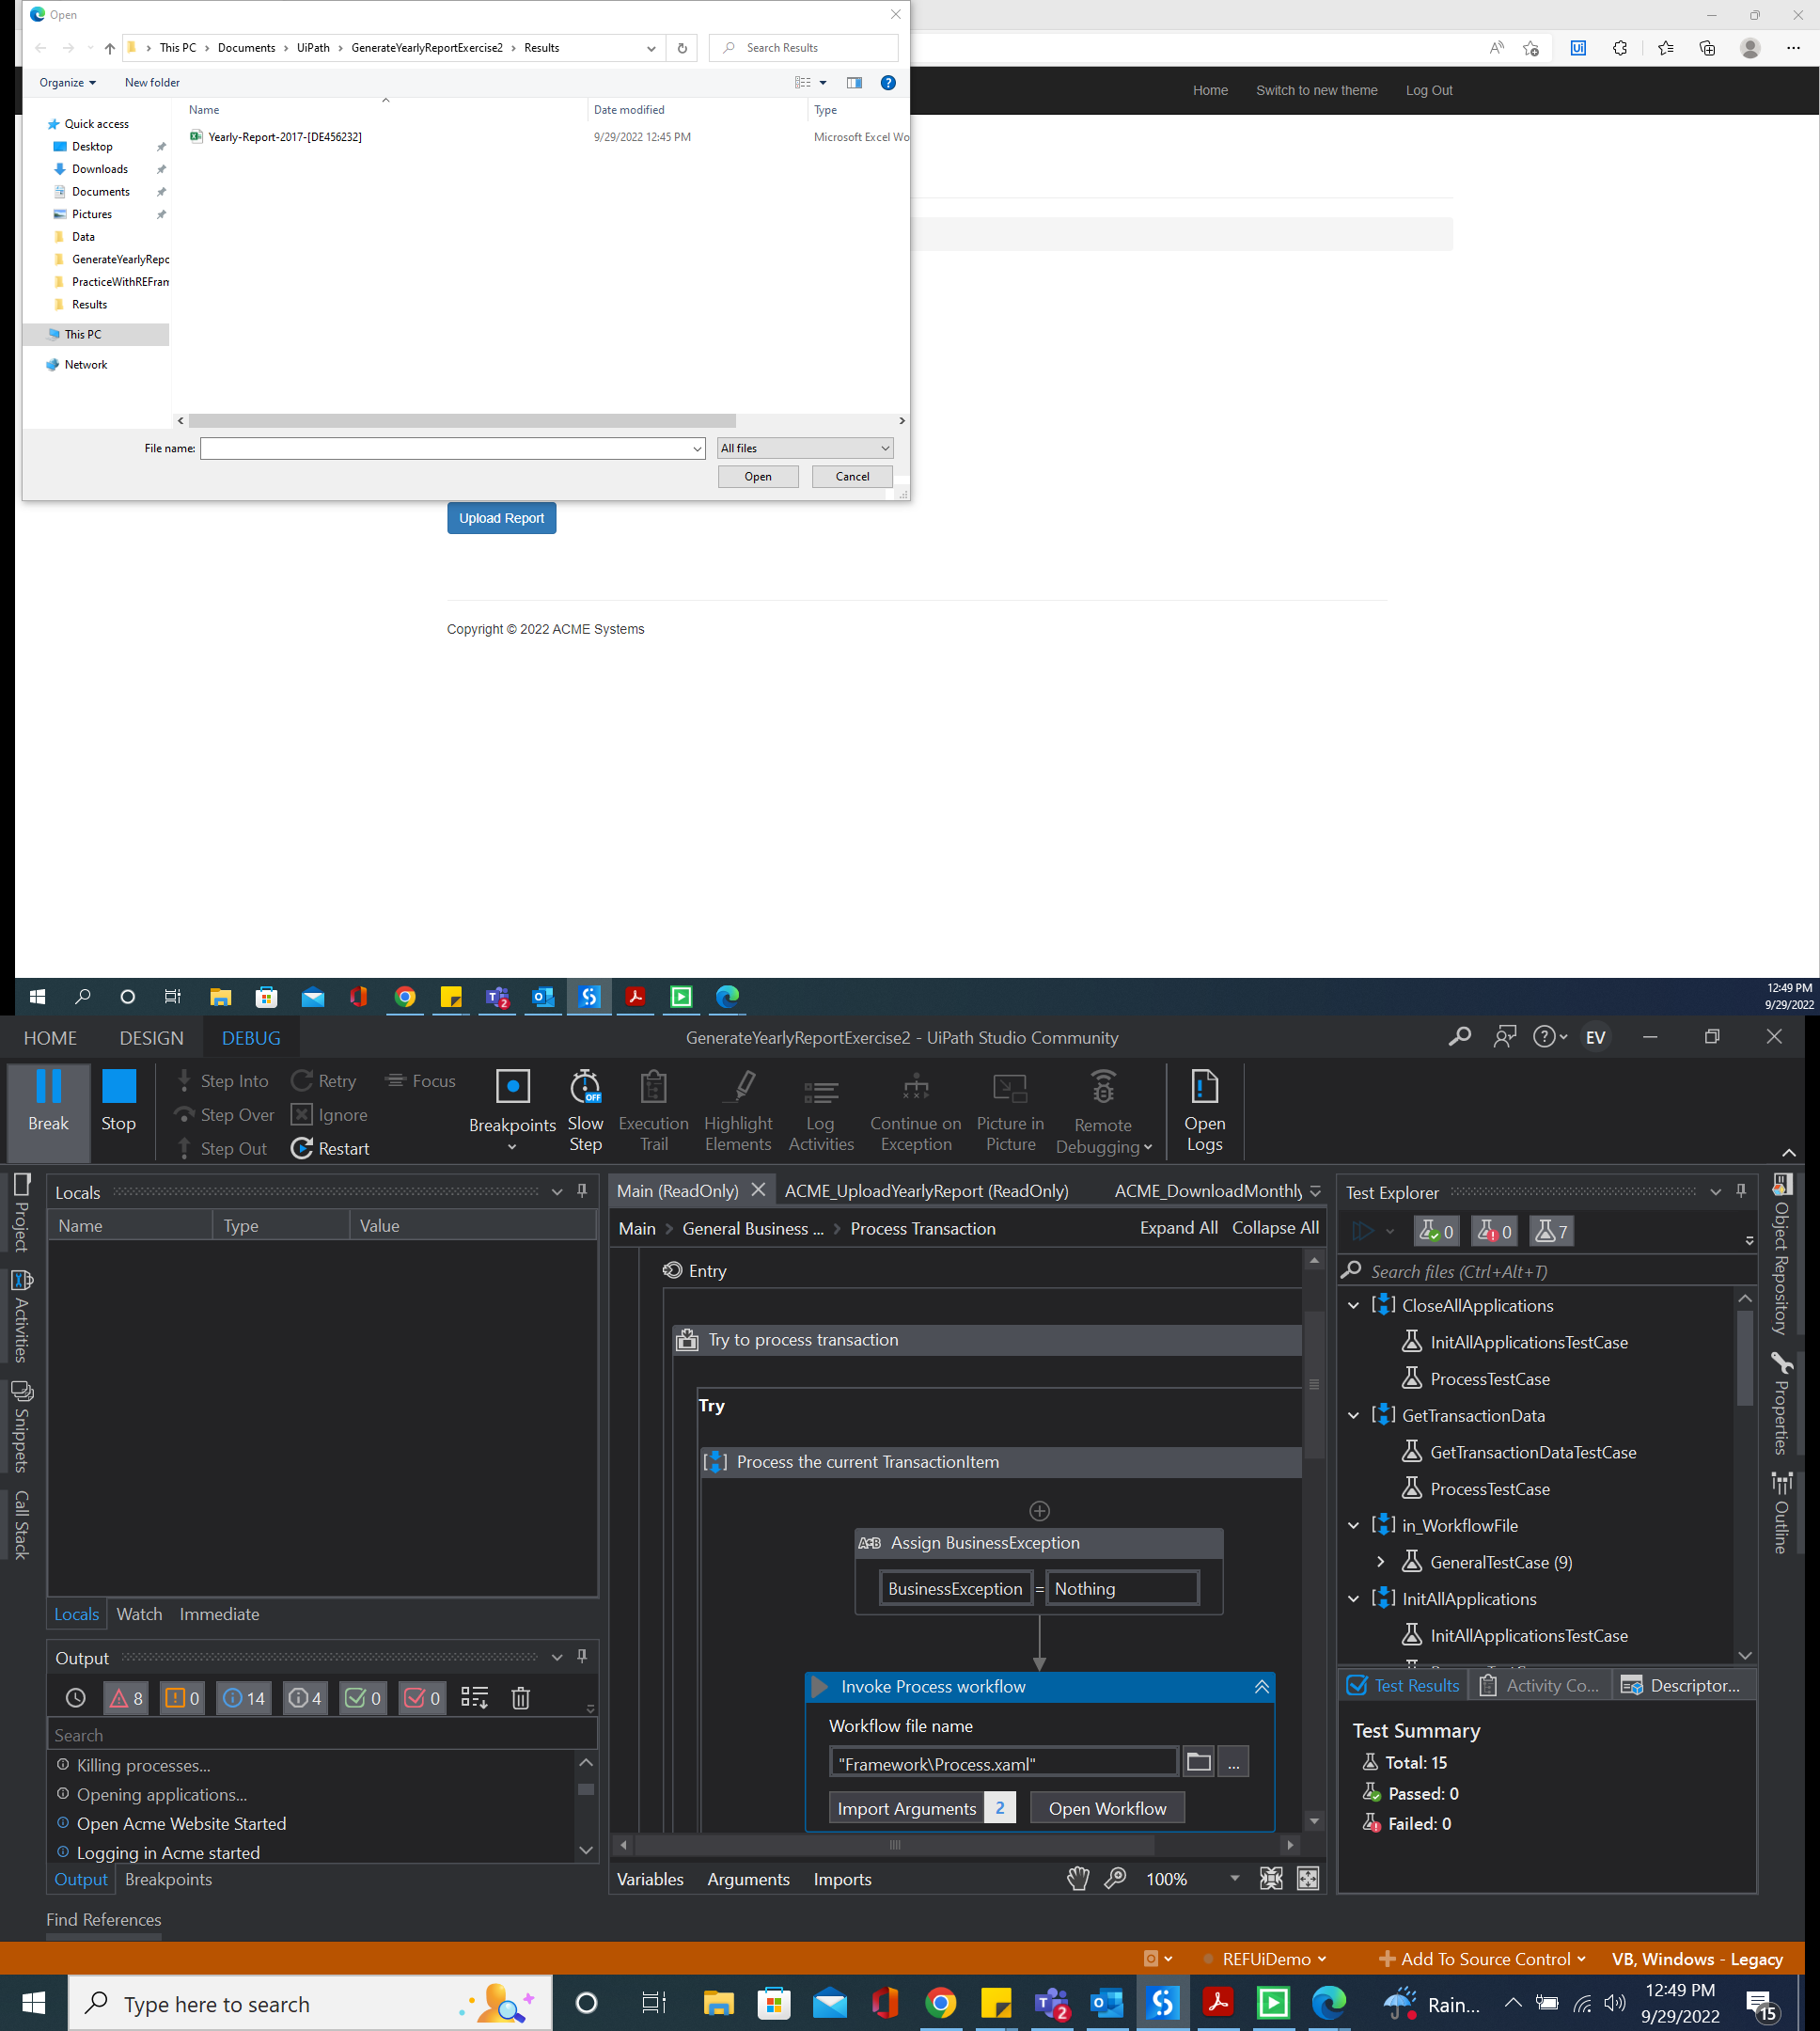 Open
This PC > Documents > UiPath > GenerateYearlyReportExercise2 > Results
Search Results
Organize
New folder
Home
Switch to new theme
Log Out
Name
Date modified
Type
Quick access
Yearly-Report-2017-[DE456232]
9/29/2022 12:45 PM
Microsoft Excel Wo
Desktop
Downloads
Documents
Pictures
Data
GenerateYearlyRepc
PracticeWithREFram
Results
This PC
Network
File name:
All files
Open
Cancel
Upload Report
Copyright © 2022 ACME Systems
12:49 PM
9/29/2022
HOME
DESIGN
DEBUG
GenerateYearlyReportExercise2 - UiPath Studio Community
EV
Break
Stop
Step Into
Step Over
Step Out
Retry
Ignore
Restart
Focus
Breakpoints
Slow Step
OFF
Execution Trail
Highlight Elements
Log Activities
Continue on Exception
Picture in Picture
Remote Debugging
Open Logs
Project
Activities
Snippets
Call Stack
Locals
Name
Type
Value
Locals
Watch
Immediate
Output
8
0
14
4
0
0
Search
Killing processes...
Opening applications...
Open Acme Website Started
Logging in Acme started
Output
Breakpoints
Find References
Main (ReadOnly)
ACME_UploadYearlyReport (ReadOnly)
ACME_DownloadMonthly
Main > General Business ... > Process Transaction
Expand All
Collapse All
Entry
Try to process transaction
Try
Process the current TransactionItem
A=B Assign BusinessException
BusinessException = Nothing
Invoke Process workflow
Workflow file name
"Framework\Process.xaml"
...
Import Arguments 2
Open Workflow
Variables
Arguments
Imports
100%
Test Explorer
0
0
7
Search files (Ctrl+Alt+T)
CloseAllApplications
InitAllApplicationsTestCase
ProcessTestCase
GetTransactionData
GetTransactionDataTestCase
ProcessTestCase
in_WorkflowFile
GeneralTestCase (9)
InitAllApplications
InitAllApplicationsTestCase
Test Results
Activity Co...
Descriptor...
Test Summary
Total: 15
Passed: 0
Failed: 0
Object Repository
Properties
Outline
REFUiDemo
Add To Source Control
VB, Windows - Legacy
Type here to search
Rain...
12:49 PM
9/29/2022
15